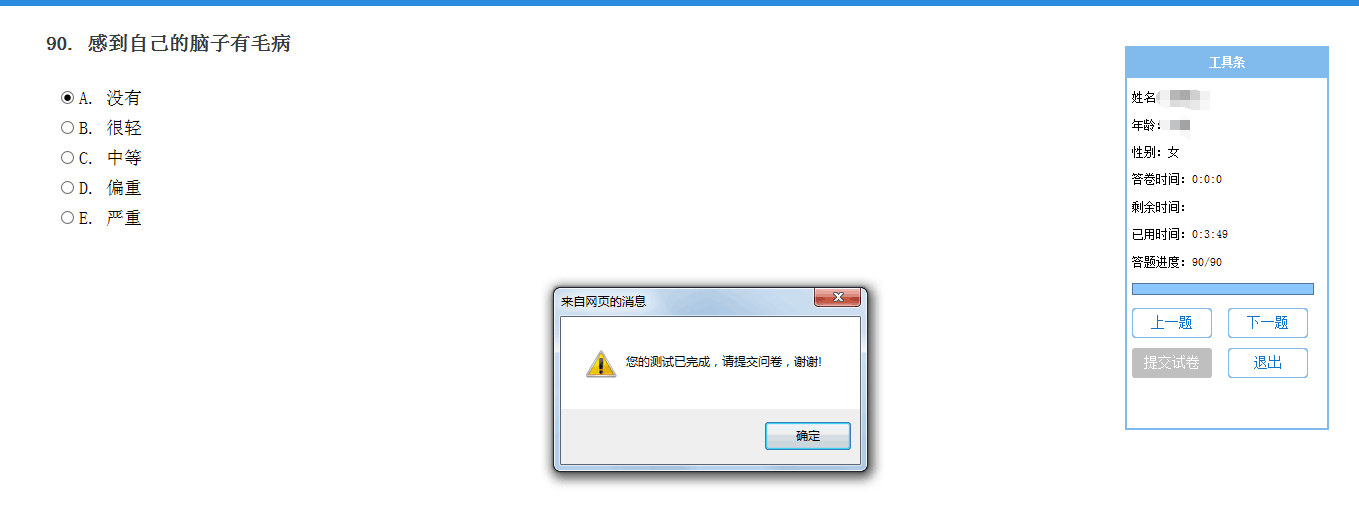 90. 感到自己的脑子有毛病
A. 没有
B. 很轻
C. 中等
D. 偏重
E. 严重
来自网页的消息
您的测试已完成，请提交问卷，谢谢!
确定
工具条
姓名
年龄：
性别：女
答卷时间：0:0:0
剩余时间：
已用时间：0:3:49
答题进度：90/90
上一题 下一题
提交试卷 退出